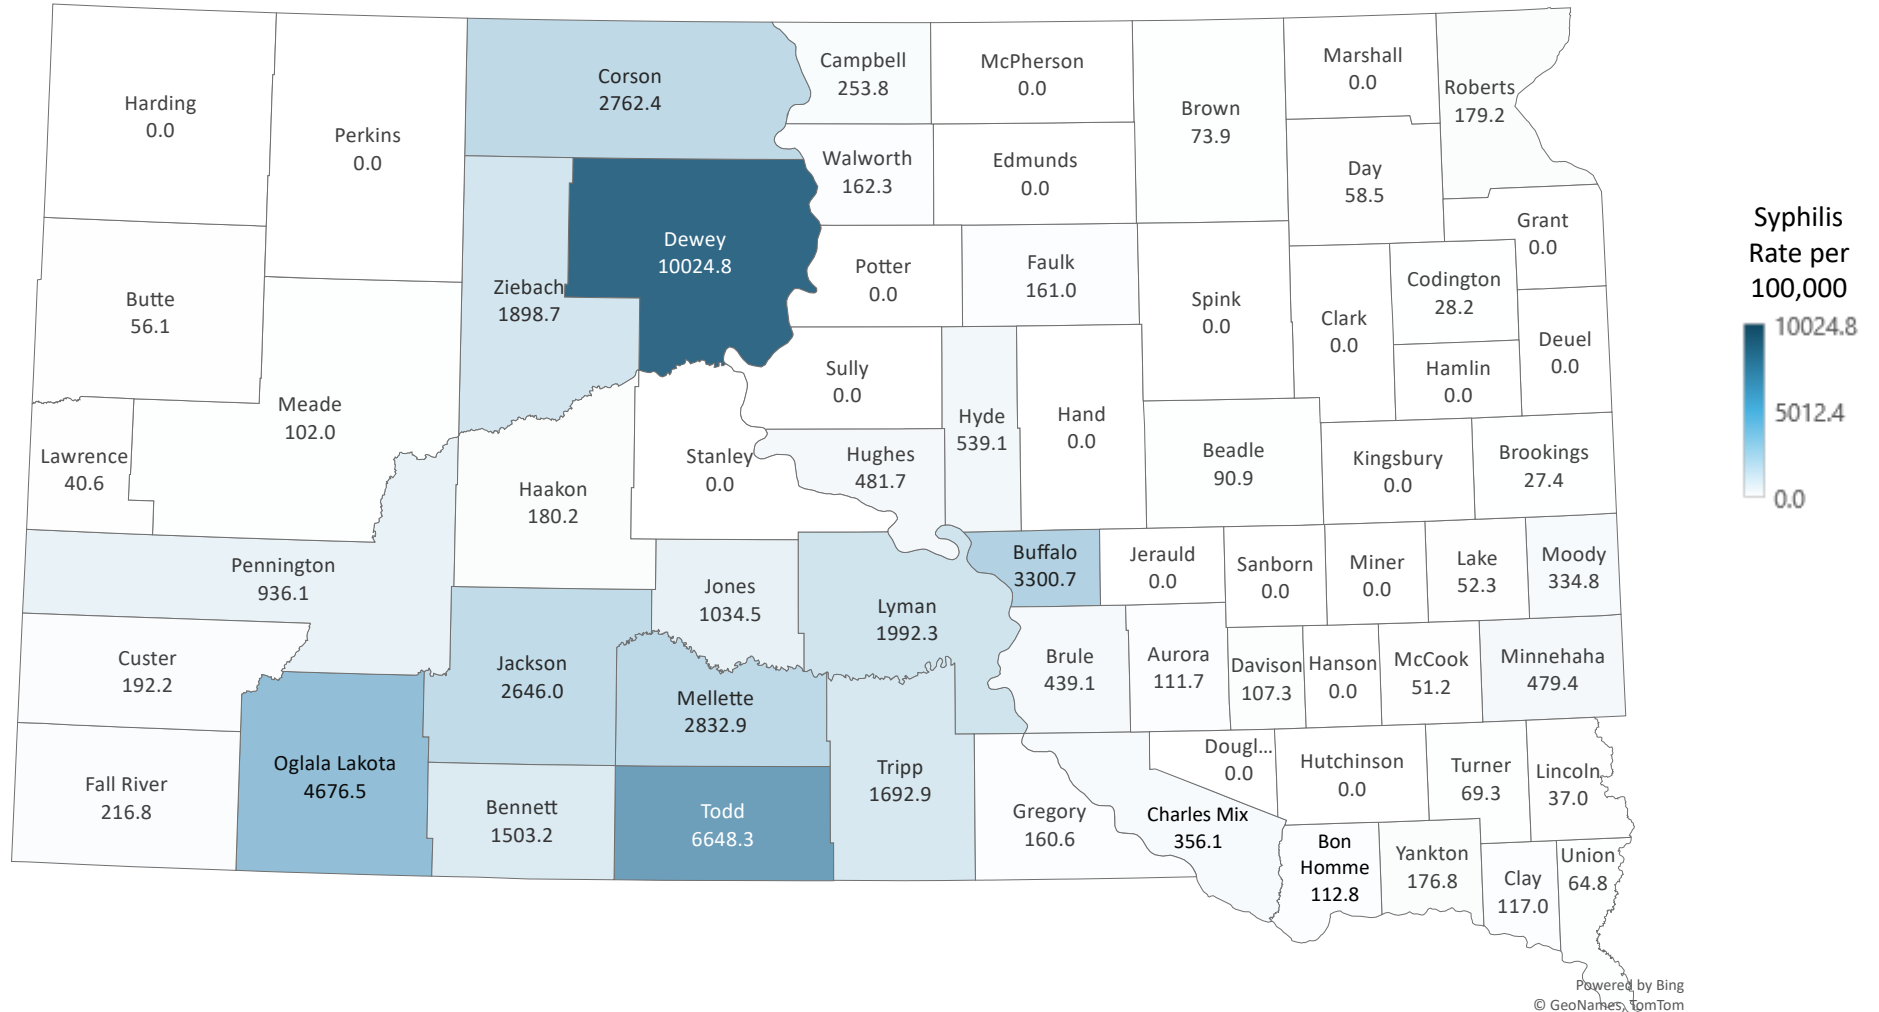 Harding
0.0
Perkins
0.0
Corson
2762.4
Campbell
253.8
McPherson
0.0
Brown
73.9
Marshall
0.0
Roberts
179.2
Walworth
162.3
Edmunds
0.0
Day
58.5
Grant
0.0
Butte
56.1
Meade
102.0
Ziebach
1898.7
Dewey
10024.8
Potter
0.0
Faulk
161.0
Spink
0.0
Clark
0.0
Codington
28.2
Hamlin
0.0
Deuel
0.0
Lawrence
40.6
Haakon
180.2
Stanley
0.0
Sully
0.0
Hughes
481.7
Hyde
539.1
Hand
0.0
Beadle
90.9
Kingsbury
0.0
Brookings
27.4
Pennington
936.1
Jones
1034.5
Lyman
1992.3
Buffalo
3300.7
Jerauld
0.0
Sanborn
0.0
Miner
0.0
Lake
52.3
Moody
334.8
Custer
192.2
Jackson
2646.0
Mellette
2832.9
Brule
439.1
Aurora
111.7
Davison
107.3
Hanson
0.0
McCook
51.2
Minnehaha
479.4
Fall River
216.8
Oglala Lakota
4676.5
Bennett
1503.2
Todd
6648.3
Tripp
1692.9
Gregory
160.6
Charles Mix
356.1
Dougl...
0.0
Hutchinson
0.0
Turner
69.3
Lincoln
37.0
Bon
Homme
112.8
Yankton
176.8
Clay
117.0
Union
64.8
Syphilis
Rate per
100,000
10024.8
5012.4
0.0
Powered by Bing
© GeoNames, TomTom